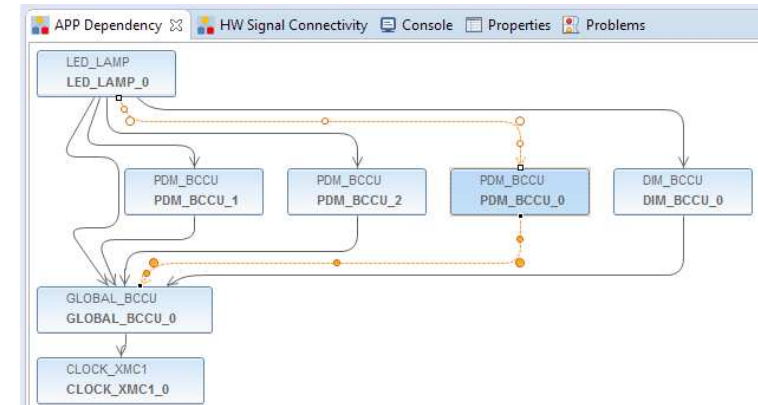 APP Dependency HW Signal Connectivity Console Properties Problems
LED_LAMP
LED_LAMP_0
PDM_BCCU PDM_BCCU PDM_BCCU DIM_BCCU
PDM_BCCU_1 PDM_BCCU_2 PDM_BCCU_0 DIM_BCCU_0
GLOBAL_BCCU
GLOBAL_BCCU_0
CLOCK_XMC1
CLOCK_XMC1_0